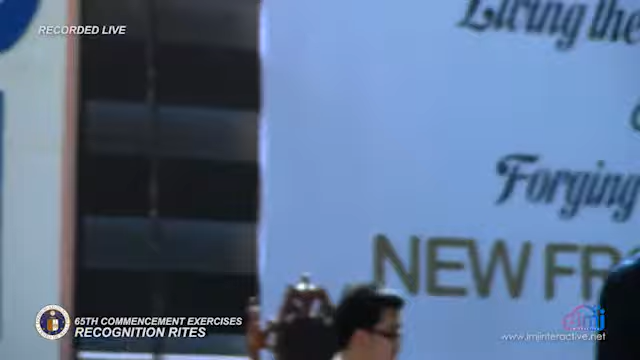 RECORDED LIVE
Living the
Forging
NEW FR
65TH COMMENCEMENT EXERCISES
RECOGNITION RITES
www.imjinteractive.net